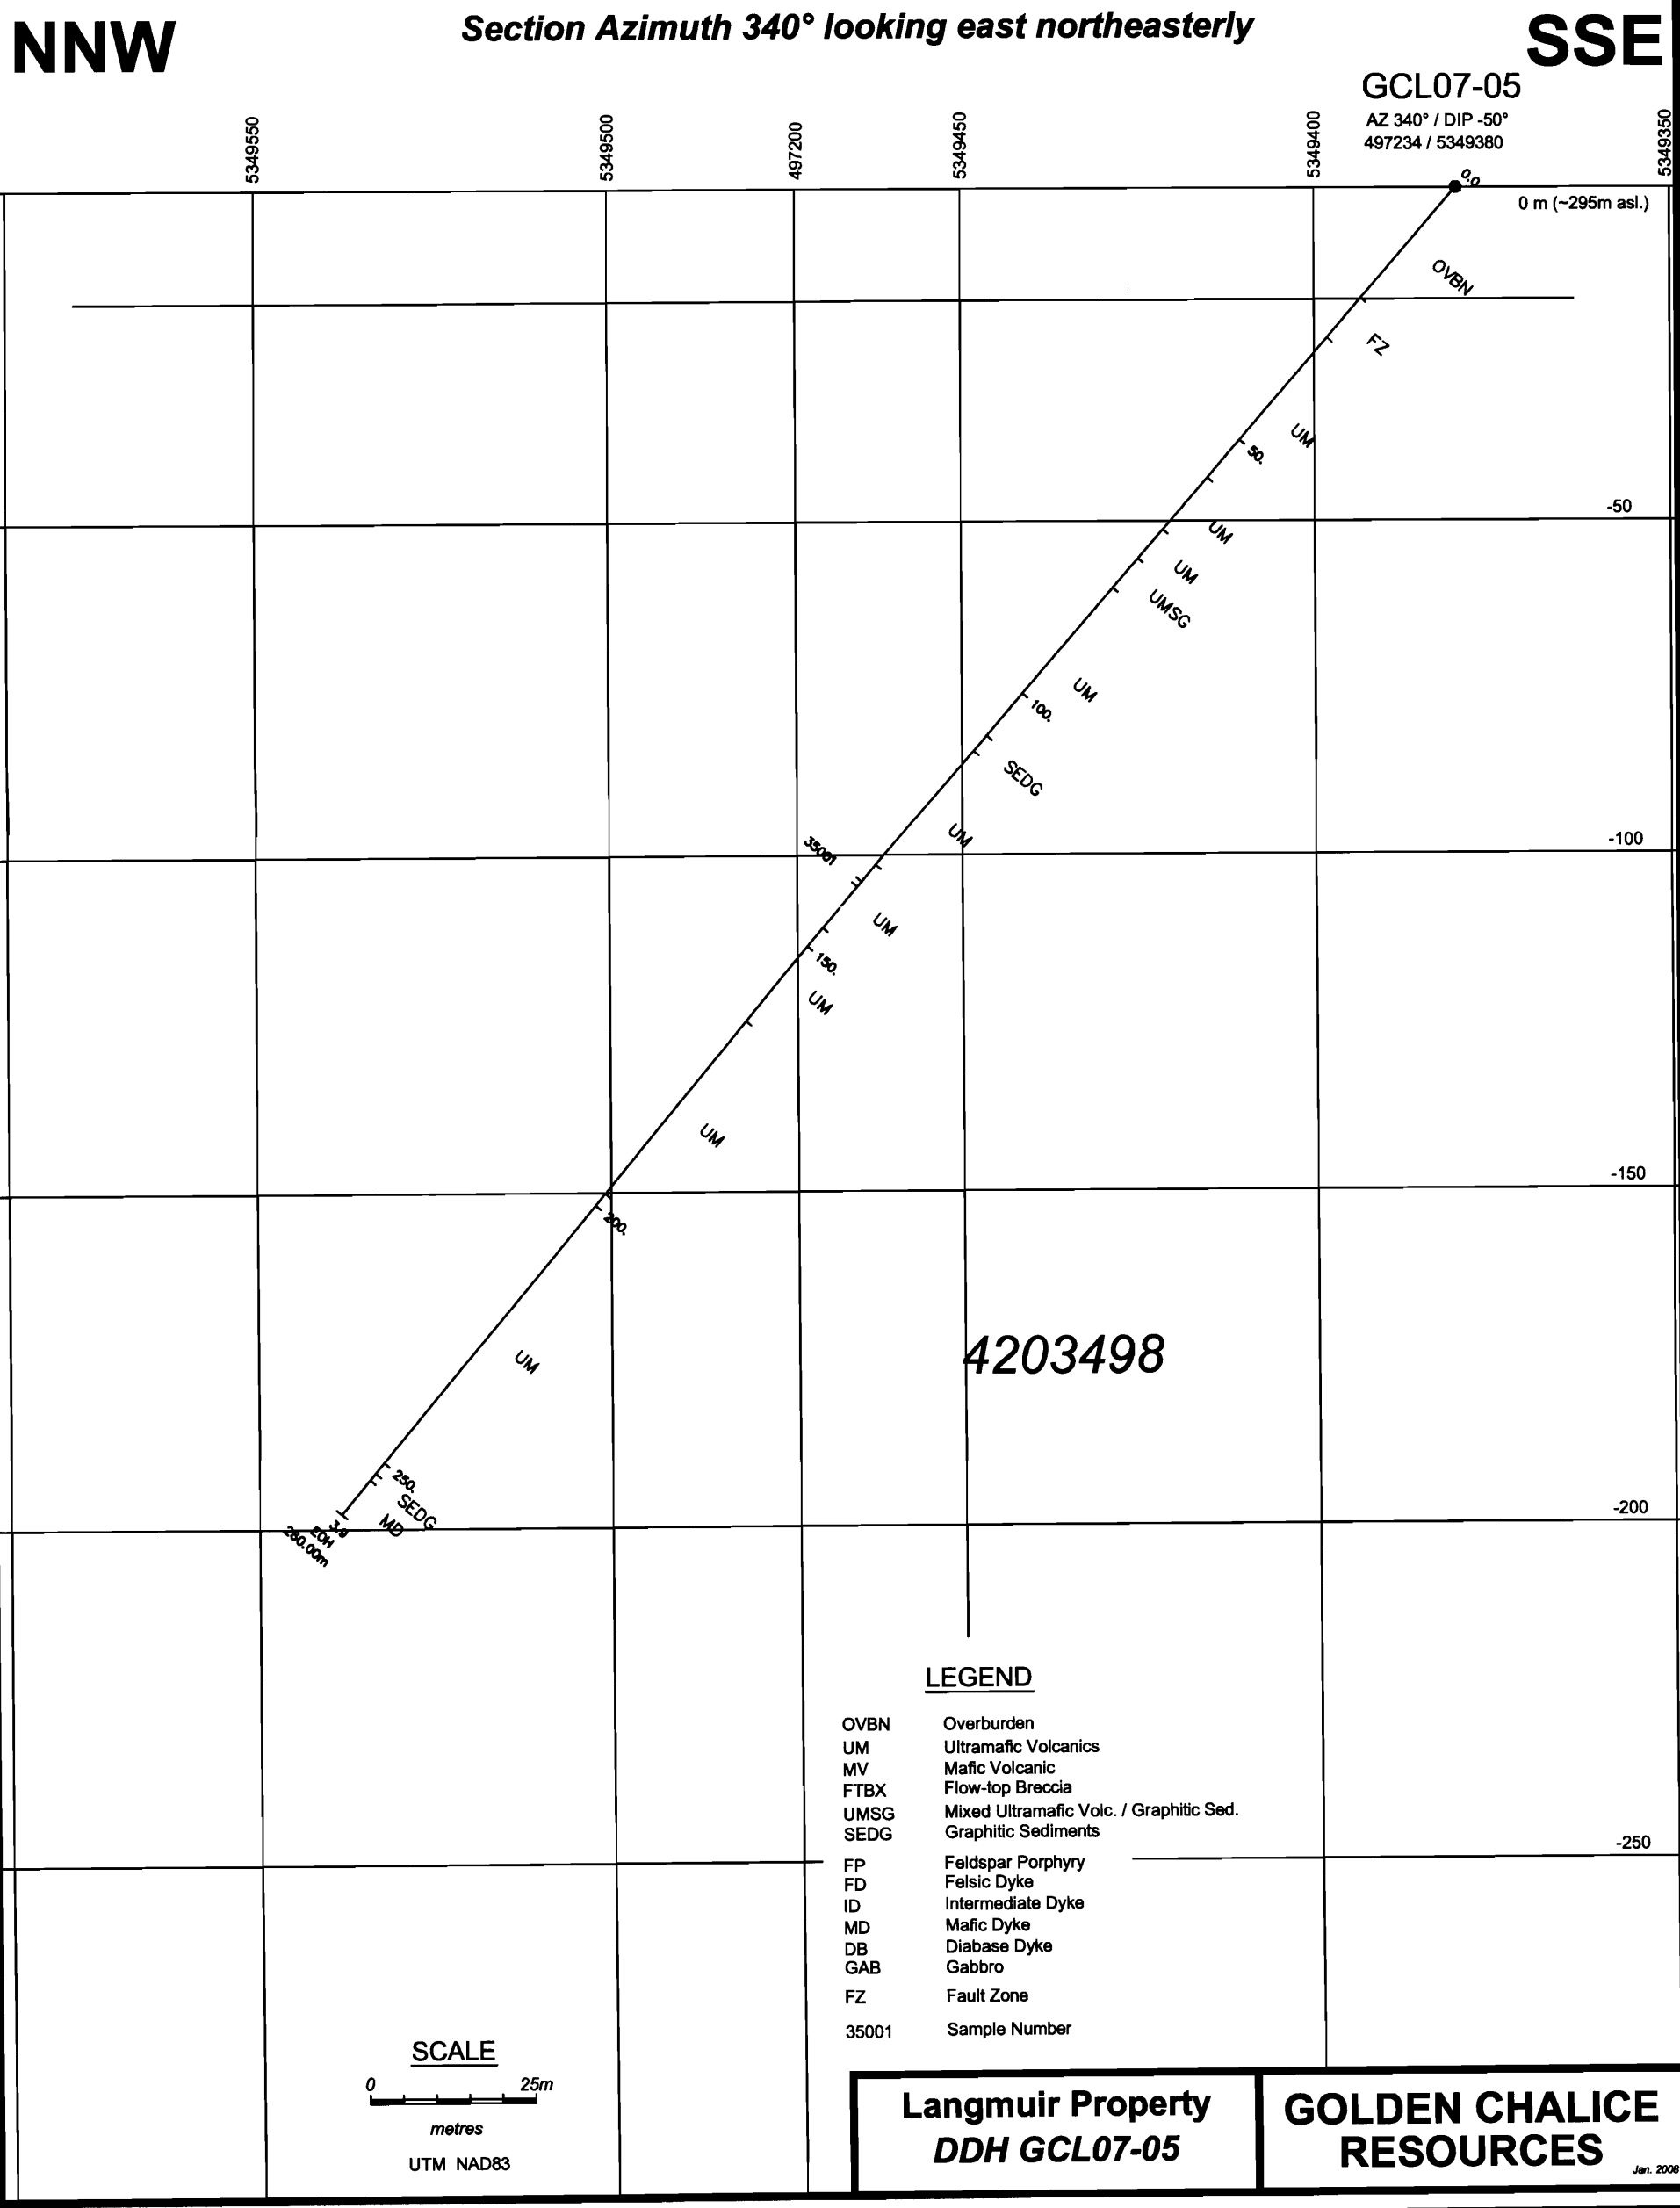 NNW
Section Azimuth 340° looking east northeasterly
SSE
GCL07-05
AZ 340° / DIP -50°
497234 / 5349380
5349550
5349500
497200
5349450
5349400
5349350
0.0
0 m (~295m asl.)
OVBN
FZ
UM
50.
-50
UM
UM
UMSG
UM
100.
SEDG
UM
-100
35001
UM
150.
UM
UM
-150
200.
4203498
UM
250.
SEDG
MD
-200
3.9
EOH
260.00m
LEGEND
OVBN Overburden
UM Ultramafic Volcanics
MV Mafic Volcanic
FTBX Flow-top Breccia
UMSG Mixed Ultramafic Volc. / Graphitic Sed.
SEDG Graphitic Sediments
-250
FP Feldspar Porphyry
FD Felsic Dyke
ID Intermediate Dyke
MD Mafic Dyke
DB Diabase Dyke
GAB Gabbro
FZ Fault Zone
35001 Sample Number
SCALE
0 25m
metres
UTM NAD83
Langmuir Property
DDH GCL07-05
GOLDEN CHALICE
RESOURCES
Jan. 2008